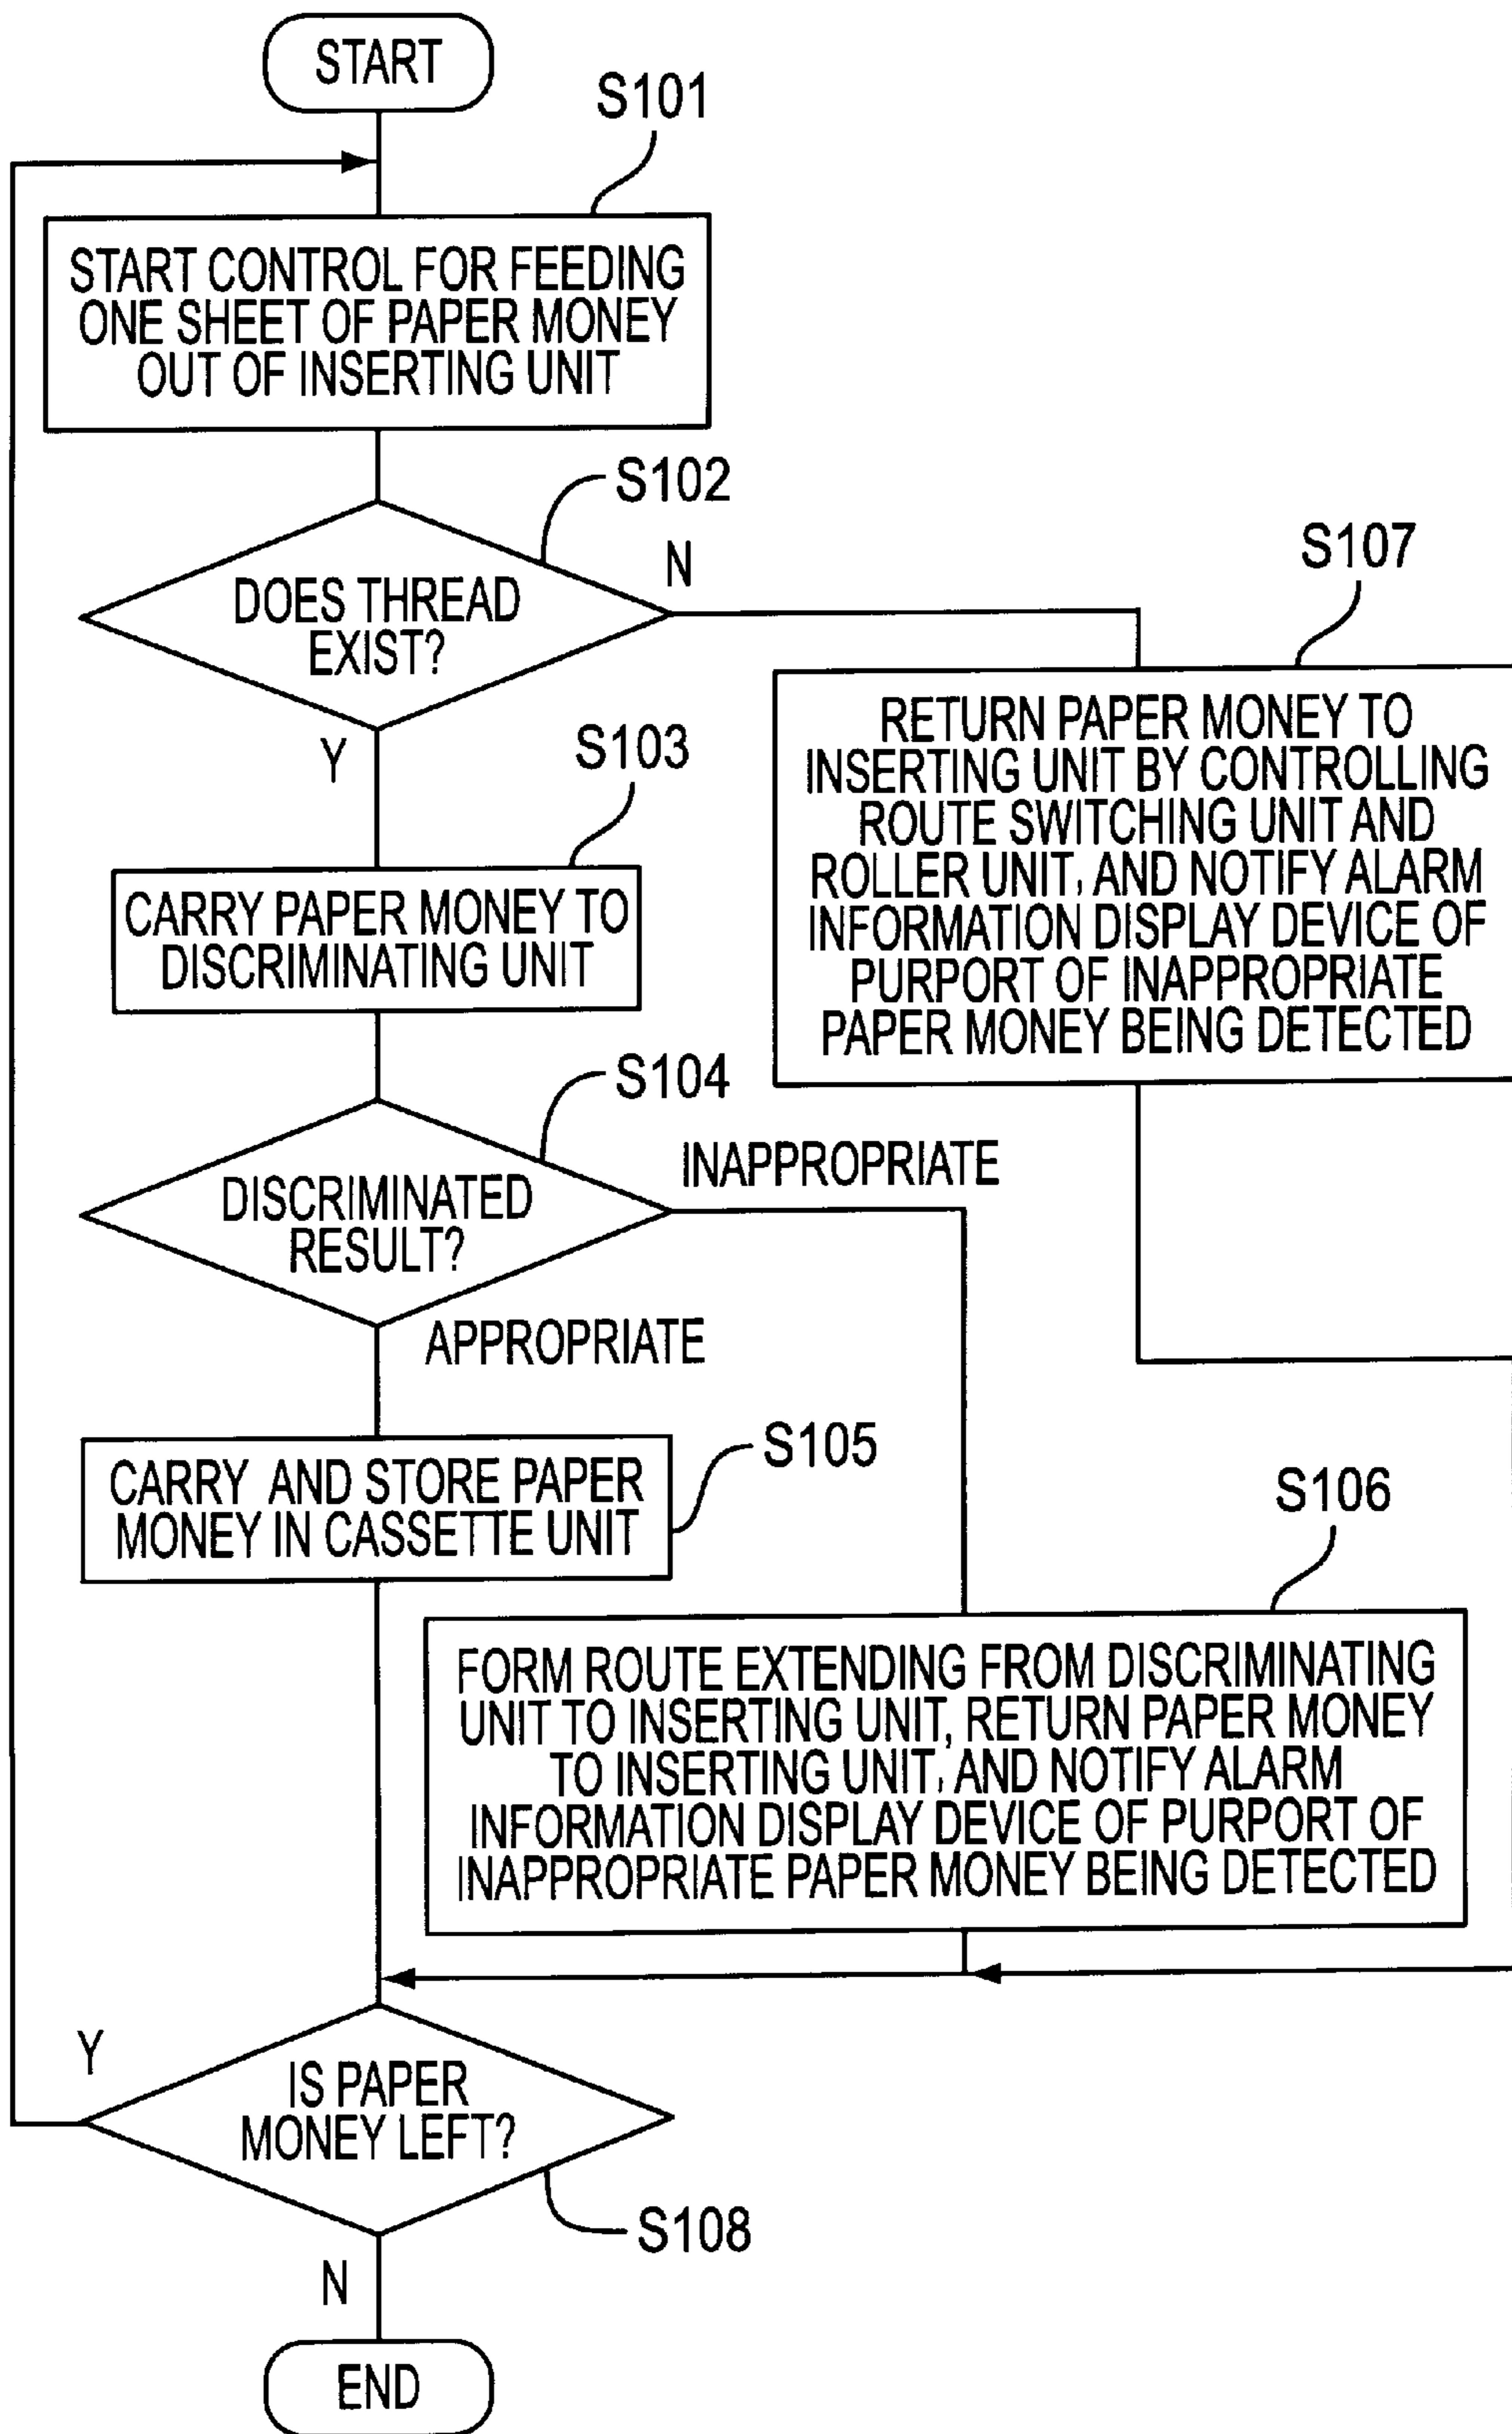 START
S101
START CONTROL FOR FEEDING
ONE SHEET OF PAPER MONEY
OUT OF INSERTING UNIT
S102
DOES THREAD
EXIST?
N
Y
S107
RETURN PAPER MONEY TO
INSERTING UNIT BY CONTROLLING
ROUTE SWITCHING UNIT AND
ROLLER UNIT, AND NOTIFY ALARM
INFORMATION DISPLAY DEVICE OF
PURPORT OF INAPPROPRIATE
PAPER MONEY BEING DETECTED
S103
CARRY PAPER MONEY TO
DISCRIMINATING UNIT
S104
DISCRIMINATED
RESULT?
INAPPROPRIATE
APPROPRIATE
S105
CARRY AND STORE PAPER
MONEY IN CASSETTE UNIT
S106
FORM ROUTE EXTENDING FROM DISCRIMINATING
UNIT TO INSERTING UNIT, RETURN PAPER MONEY
TO INSERTING UNIT, AND NOTIFY ALARM
INFORMATION DISPLAY DEVICE OF PURPORT OF
INAPPROPRIATE PAPER MONEY BEING DETECTED
Y
IS PAPER
MONEY LEFT?
S108
N
END